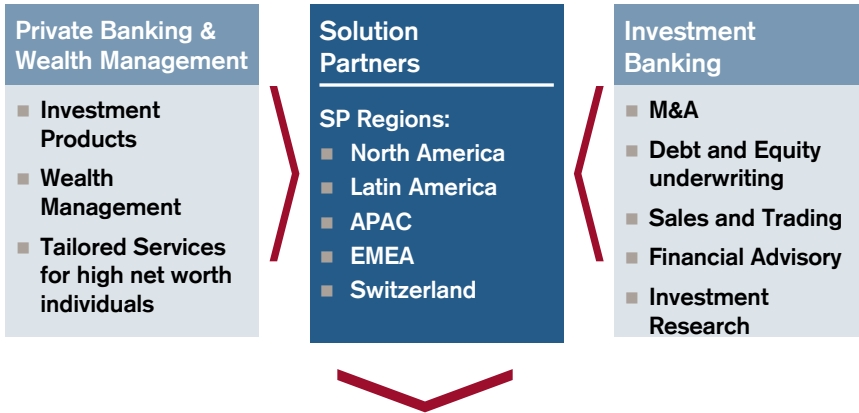 Private Banking &
Wealth Management
Investment
Products
Wealth
Management
Tailored Services
for high net worth
individuals
Solution
Partners
SP Regions:
North America
Latin America
APAC
EMEA
Switzerland
Investment
Banking
M&A
Debt and Equity
underwriting
Sales and Trading
Financial Advisory
Investment
Research